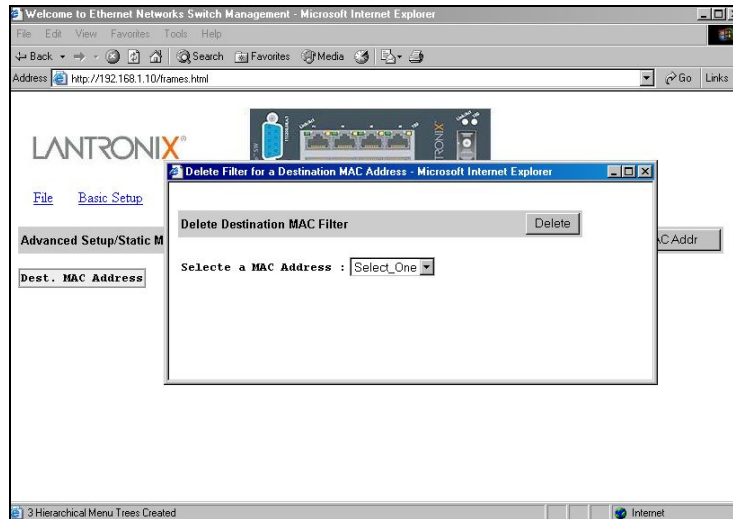 Welcome to Ethernet Networks Switch Management - Microsoft Internet Explorer
File Edit View Favorites Tools Help
Back Search Favorites Media
Address http://192.168.1.10/frames.html Go Links
LANTRONIX®
Delete Filter for a Destination MAC Address - Microsoft Internet Explorer
File Basic Setup
Delete Destination MAC Filter Delete
Advanced Setup/Static M
AC Addr
Selecte a MAC Address : Select_One
Dest. MAC Address
3 Hierarchical Menu Trees Created Internet